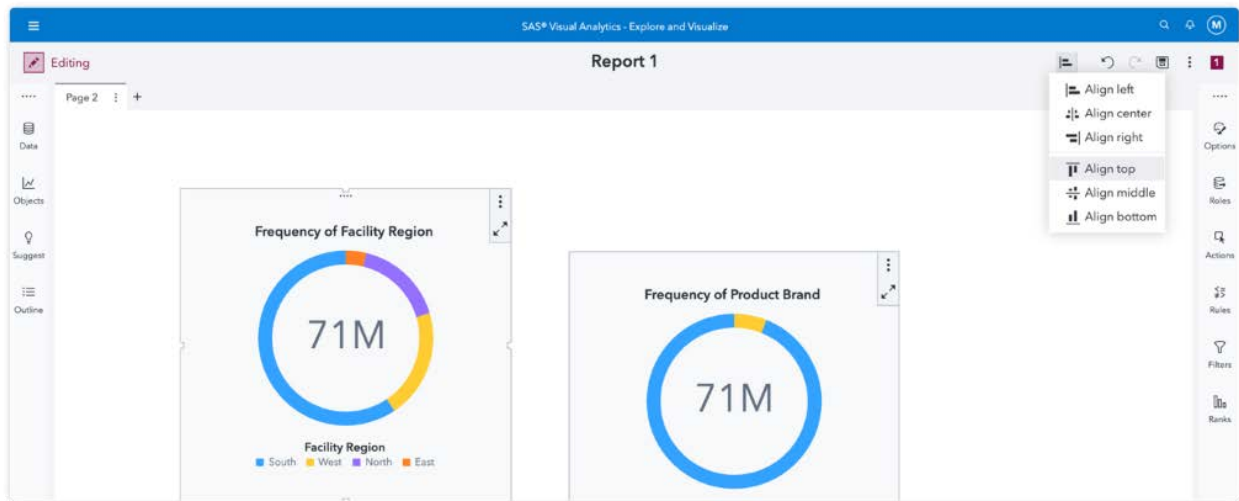 SAS® Visual Analytics - Explore and Visualize
M
Editing
Report 1
1
Page 2
Align left
Align center
Align right
Align top
Align middle
Align bottom
Data
Objects
Suggest
Outline
Options
Roles
Actions
Rules
Filters
Ranks
Frequency of Facility Region
71M
Facility Region
South West North East
Frequency of Product Brand
71M